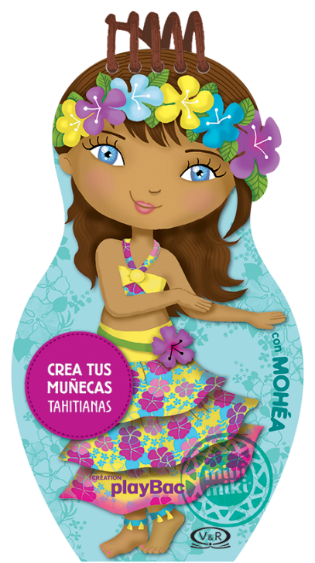 CREA TUS
MUÑECAS
TAHITIANAS
con MOHÉA
CRÉATION
playBac
mini
miki
V&R